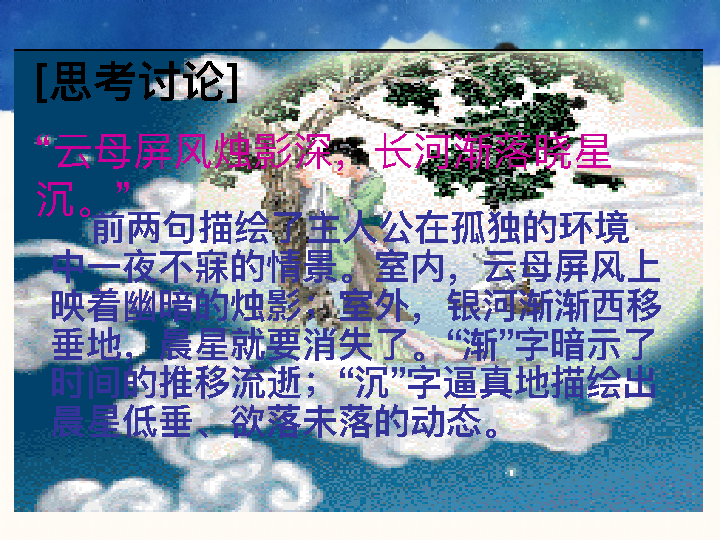 [思考讨论]
“云母屏风烛影深，长河渐落晓星
沉。”
前两句描绘了主人公在孤独的环境
中一夜不寐的情景。室内，云母屏风上
映着幽暗的烛影；室外，银河渐渐西移
垂地，晨星就要消失了。“渐”字暗示了
时间的推移流逝；“沉”字逼真地描绘出
晨星低垂、欲落未落的动态。